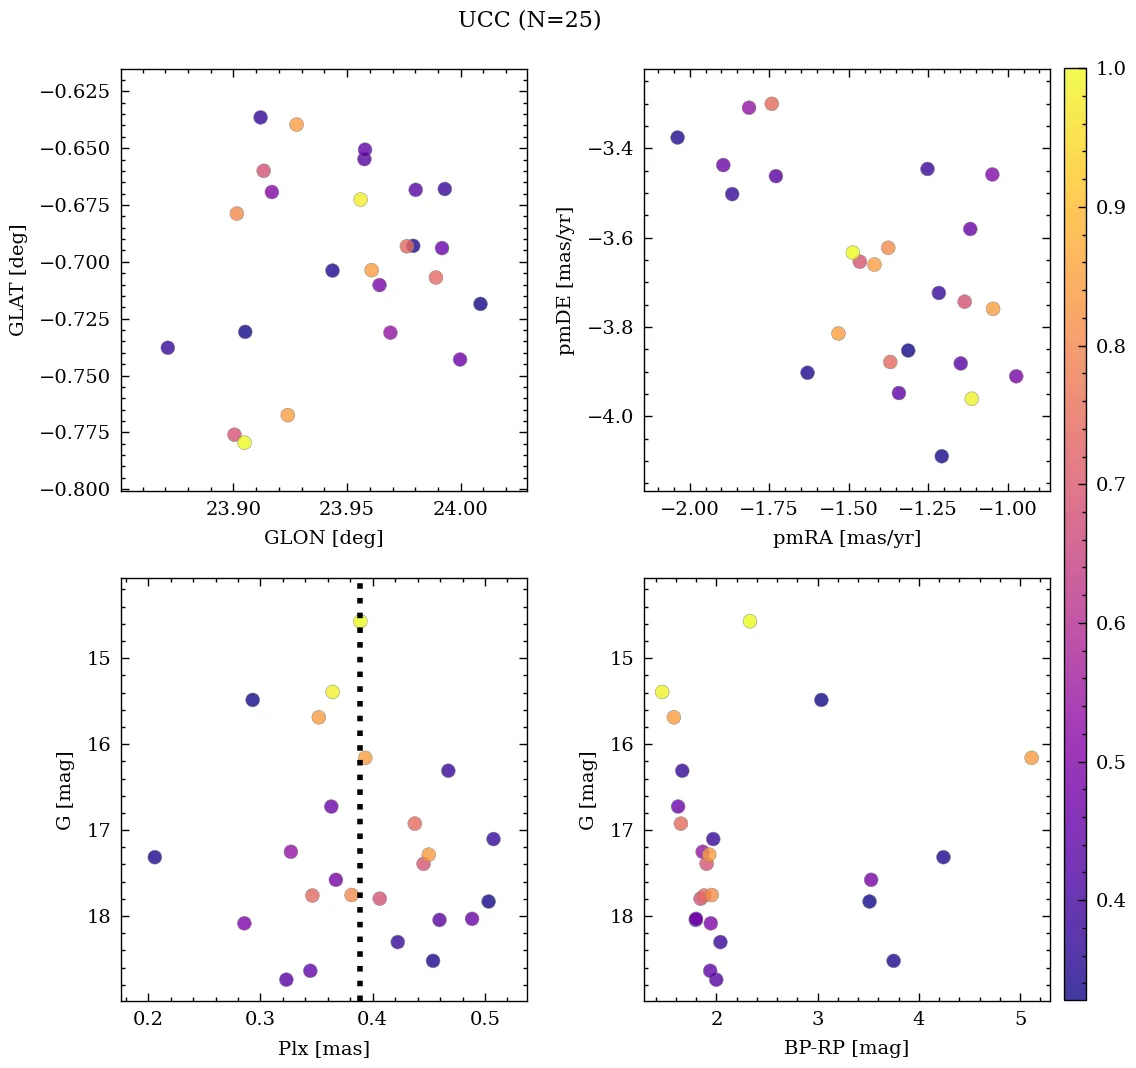 UCC (N=25)
−0.625
−0.650
−0.675
−0.700
−0.725
−0.750
−0.775
−0.800
GLAT [deg]
23.90 23.95 24.00
GLON [deg]
−3.4
−3.6
−3.8
−4.0
pmDE [mas/yr]
−2.00 −1.75 −1.50 −1.25 −1.00
pmRA [mas/yr]
1.0
0.9
0.8
0.7
0.6
0.5
0.4
15
16
17
18
G [mag]
0.2 0.3 0.4 0.5
Plx [mas]
15
16
17
18
G [mag]
2 3 4 5
BP-RP [mag]